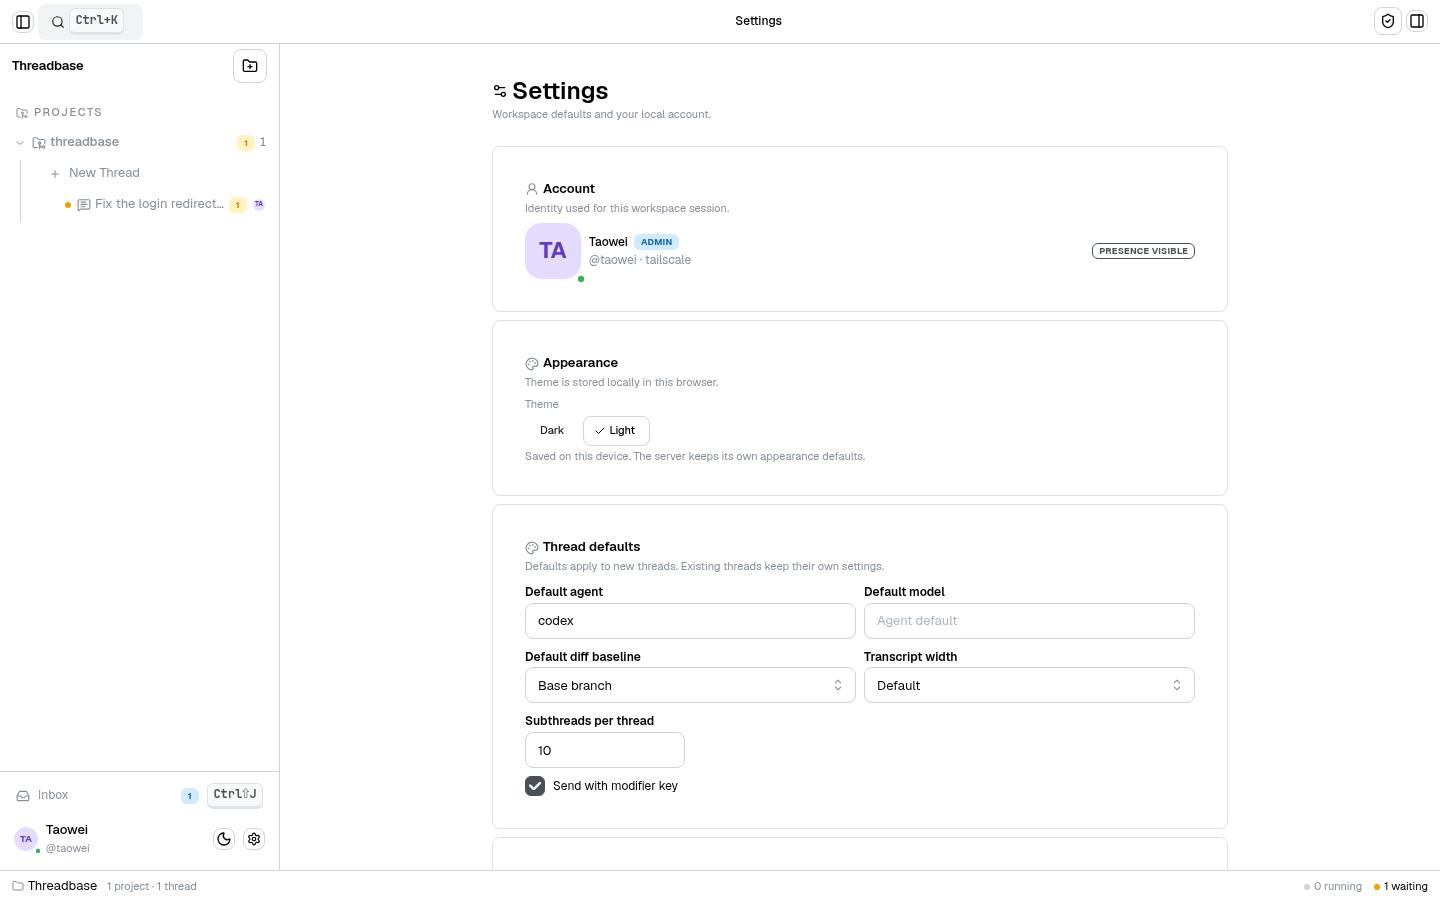 Ctrl+K
Settings
Threadbase
PROJECTS
threadbase 1 1
New Thread
Fix the login redirect... 1 TA
Settings
Workspace defaults and your local account.
Account
Identity used for this workspace session.
TA
Taowei ADMIN
@taowei · tailscale
PRESENCE VISIBLE
Appearance
Theme is stored locally in this browser.
Theme
Dark Light
Saved on this device. The server keeps its own appearance defaults.
Thread defaults
Defaults apply to new threads. Existing threads keep their own settings.
Default agent
codex
Default model
Agent default
Default diff baseline
Base branch
Transcript width
Default
Subthreads per thread
10
Send with modifier key
Inbox 1 Ctrl⇧J
TA
Taowei
@taowei
Threadbase 1 project · 1 thread
0 running 1 waiting